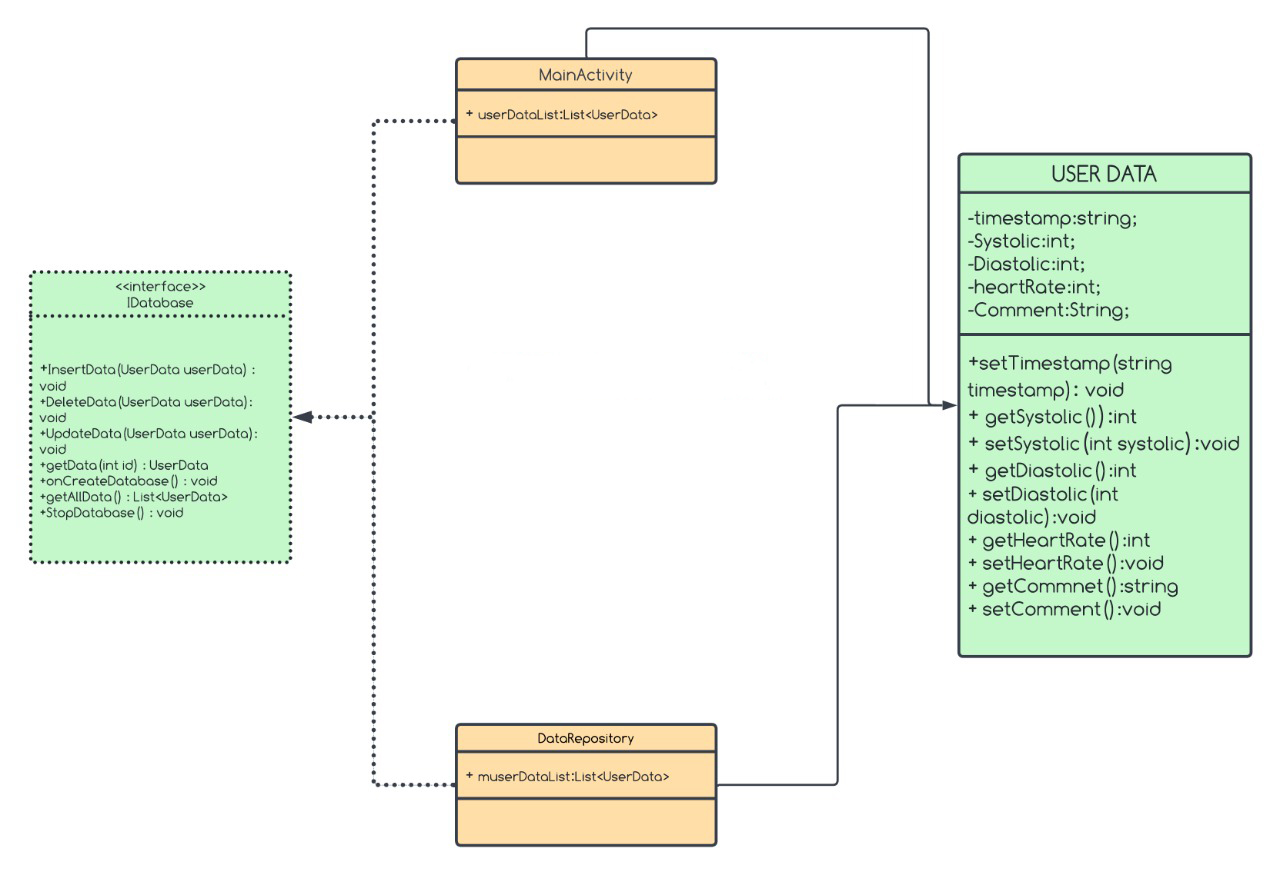 MainActivity
+ userDataList:List<UserData>
<<interface>>
IDatabase
+InsertData(UserData userData) :
void
+DeleteData(UserData userData):
void
+UpdateData(UserData userData):
void
+getData(int id) : UserData
+onCreateDatabase() : void
+getAllData() : List<UserData>
+StopDatabase() : void
USER DATA
-timestamp:string;
-Systolic:int;
-Diastolic:int;
-heartRate:int;
-Comment:String;
+setTimestamp(string
timestamp): void
+ getSystolic()):int
+ setSystolic(int systolic):void
+ getDiastolic():int
+ setDiastolic(int
diastolic):void
+ getHeartRate():int
+ setHeartRate():void
+ getCommnet():string
+ setComment():void
DataRepository
+ muserDataList:List<UserData>